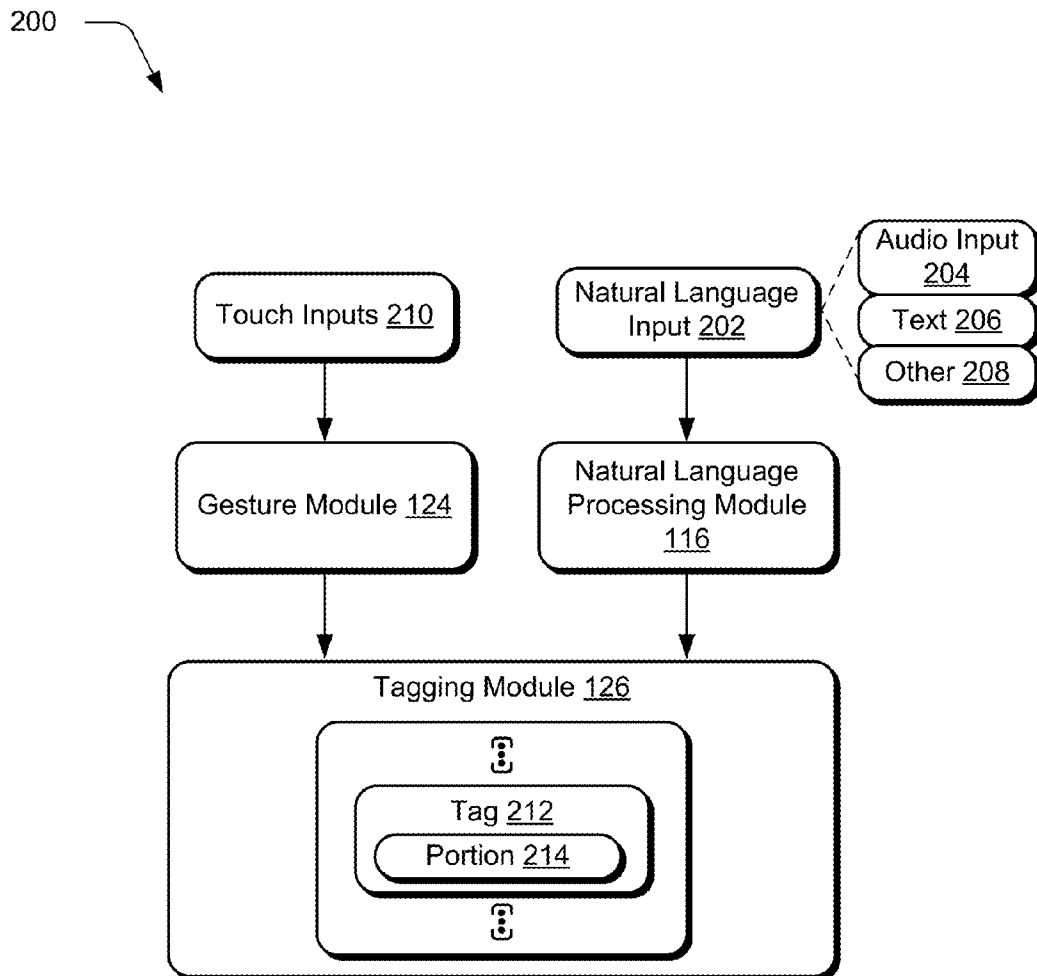 200
Audio Input
204
Text 206
Other 208
Touch Inputs 210
Natural Language
Input 202
Gesture Module 124
Natural Language
Processing Module
116
Tagging Module 126
Tag 212
Portion 214